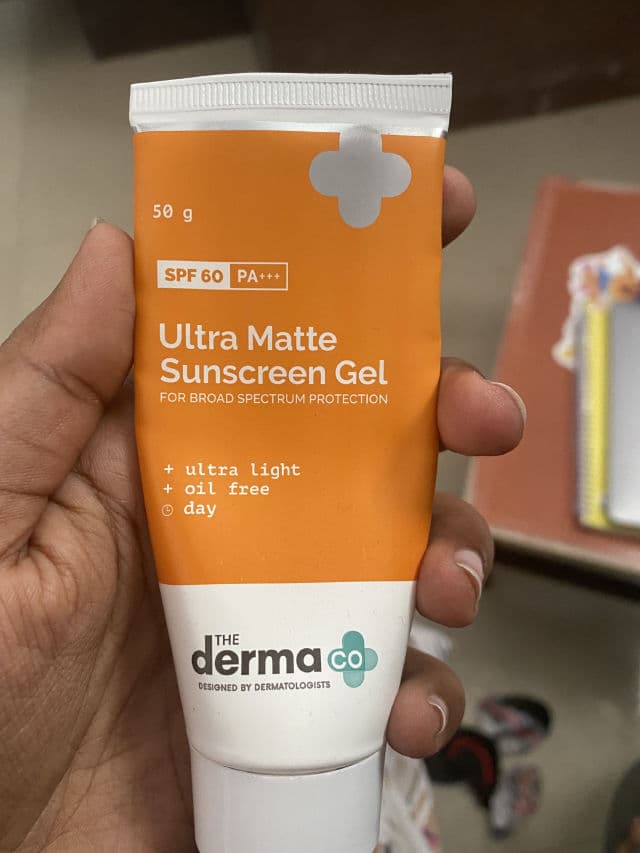 50 g
SPF 60 PA+++
Ultra Matte
Sunscreen Gel
FOR BROAD SPECTRUM PROTECTION
+ ultra light
+ oil free
day
THE
derma co
DESIGNED BY DERMATOLOGISTS